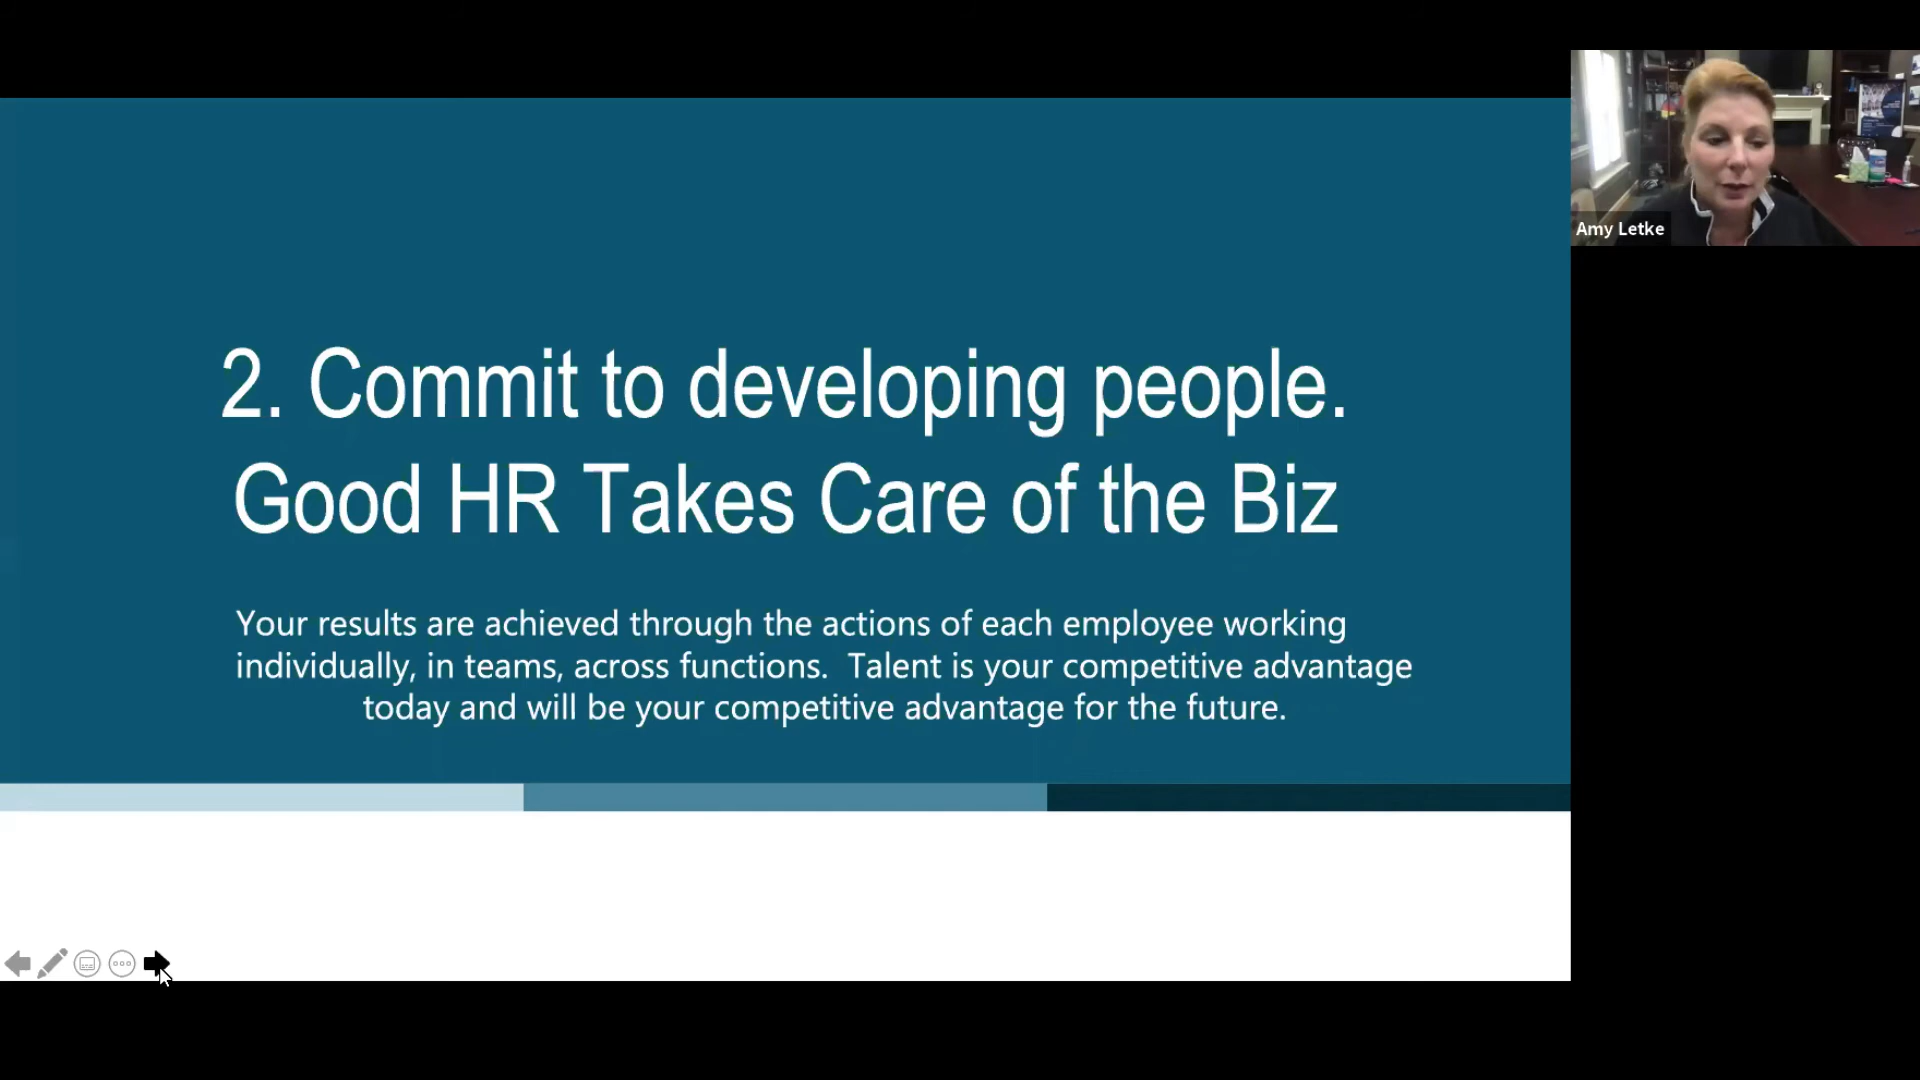 2. Commit to developing people.
Good HR Takes Care of the Biz
Your results are achieved through the actions of each employee working
individually, in teams, across functions.  Talent is your competitive advantage
today and will be your competitive advantage for the future.
Amy Letke